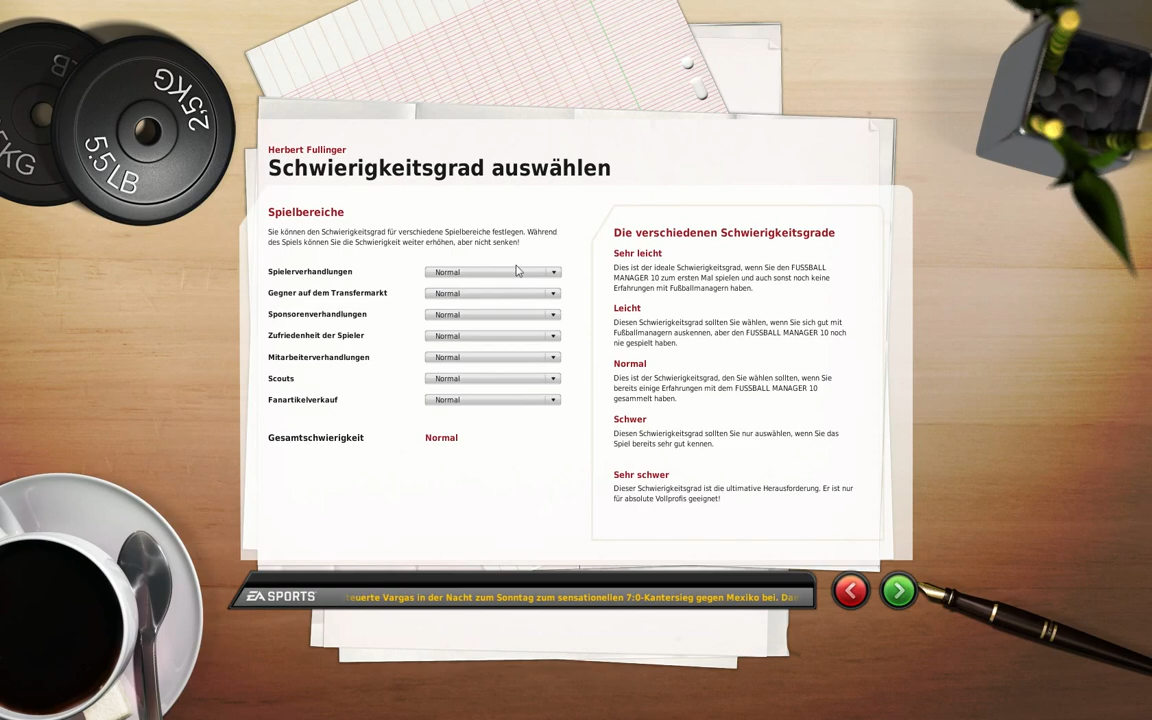 2,5KG
5.5LB
LB
KG
Herbert Fullinger
Schwierigkeitsgrad auswählen
Spielbereiche
Sie können den Schwierigkeitsgrad für verschiedene Spielbereiche festlegen. Während
des Spiels können Sie die Schwierigkeit weiter erhöhen, aber nicht senken!
Spielerverhandlungen Normal
Gegner auf dem Transfermarkt Normal
Sponsorenverhandlungen Normal
Zufriedenheit der Spieler Normal
Mitarbeiterverhandlungen Normal
Scouts Normal
Fanartikelverkauf Normal
Gesamtschwierigkeit Normal
Die verschiedenen Schwierigkeitsgrade
Sehr leicht
Dies ist der ideale Schwierigkeitsgrad, wenn Sie den FUSSBALL
MANAGER 10 zum ersten Mal spielen und auch sonst noch keine
Erfahrungen mit Fußballmanagern haben.
Leicht
Diesen Schwierigkeitsgrad sollten Sie wählen, wenn Sie sich gut mit
Fußballmanagern auskennen, aber den FUSSBALL MANAGER 10 noch
nie gespielt haben.
Normal
Dies ist der Schwierigkeitsgrad, den Sie wählen sollten, wenn Sie
bereits einige Erfahrungen mit dem FUSSBALL MANAGER 10
gesammelt haben.
Schwer
Diesen Schwierigkeitsgrad sollten Sie nur auswählen, wenn Sie das
Spiel bereits sehr gut kennen.
Sehr schwer
Dieser Schwierigkeitsgrad ist die ultimative Herausforderung. Er ist nur
für absolute Vollprofis geeignet!
EA SPORTS
teuerte Vargas in der Nacht zum Sonntag zum sensationellen 7:0-Kantersieg gegen Mexiko bei. Da